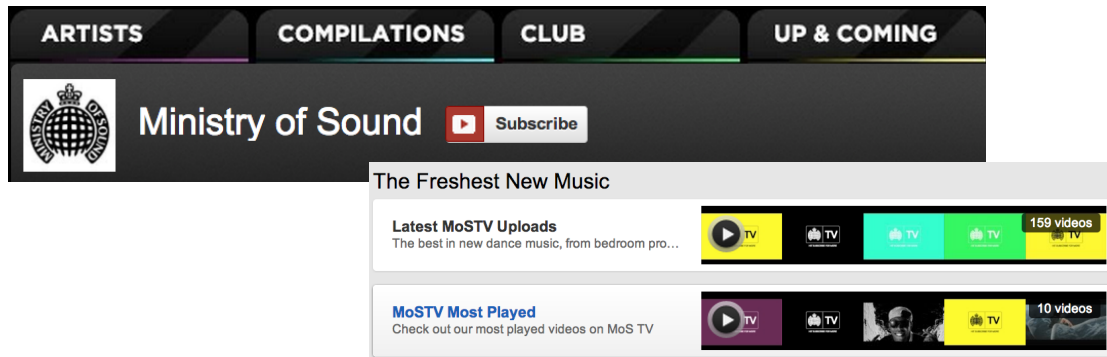 ARTISTS
COMPILATIONS
CLUB
UP & COMING
MINISTRY OF SOUND
Ministry of Sound
Subscribe
The Freshest New Music
Latest MoSTV Uploads
The best in new dance music, from bedroom pro...
TV
TV
TV
TV
TV
159 videos
MoSTV Most Played
Check out our most played videos on MoS TV
TV
TV
TV
10 videos